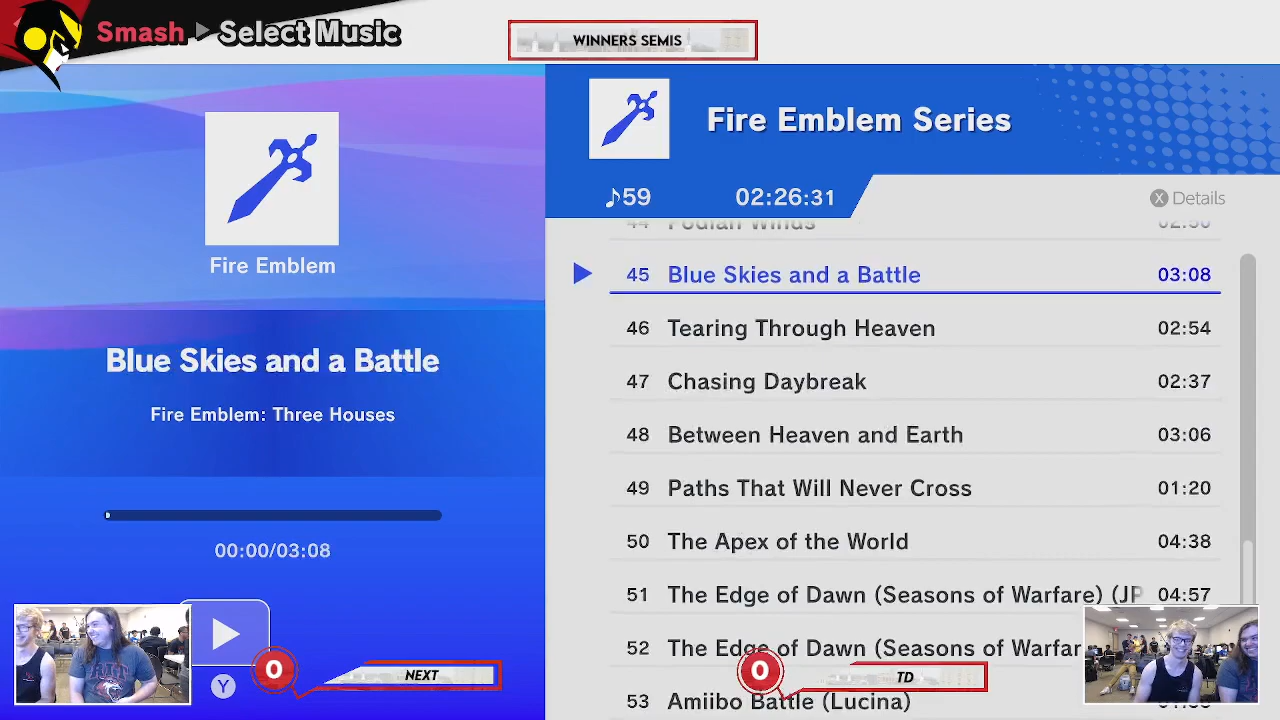 Smash ▶ Select Music
WINNERS SEMIS
Fire Emblem
Blue Skies and a Battle
Fire Emblem: Three Houses
00:00/03:08
Y
Fire Emblem Series
♪59 02:26:31
X Details
44 Fódlan Winds 02:50
45 Blue Skies and a Battle 03:08
46 Tearing Through Heaven 02:54
47 Chasing Daybreak 02:37
48 Between Heaven and Earth 03:06
49 Paths That Will Never Cross 01:20
50 The Apex of the World 04:38
51 The Edge of Dawn (Seasons of Warfare) (JP 04:57
52 The Edge of Dawn (Seasons of Warfar
53 Amiibo Battle (Lucina)
0 NEXT
0 TD